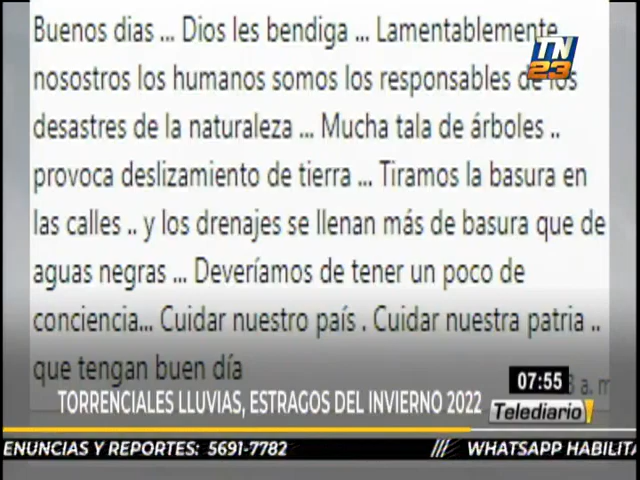 Buenos dias ... Dios les bendiga ... Lamentablemente
nosostros los humanos somos los responsables de los
desastres de la naturaleza ... Mucha tala de árboles ..
provoca deslizamiento de tierra ... Tiramos la basura en
las calles .. y los drenajes se llenan más de basura que de
aguas negras ... Deveríamos de tener un poco de
conciencia... Cuidar nuestro país . Cuidar nuestra patria ..
que tengan buen día
TN
23
07:55
a. m
TORRENCIALES LLUVIAS, ESTRAGOS DEL INVIERNO 2022
Telediario
ENUNCIAS Y REPORTES: 5691-7782 /// WHATSAPP HABILITA